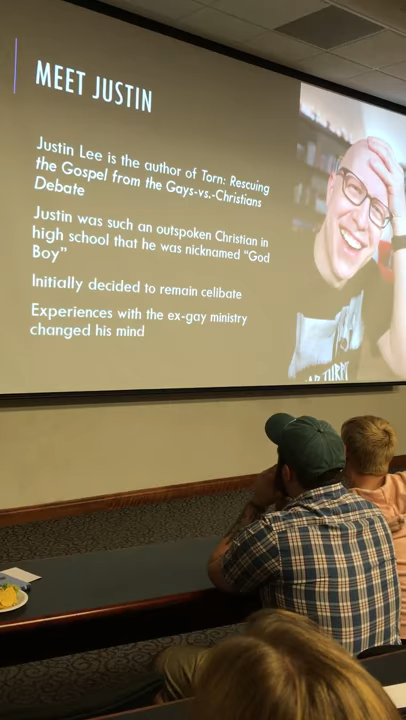 MEET JUSTIN
Justin Lee is the author of Torn: Rescuing
the Gospel from the Gays-vs.-Christians
Debate
Justin was such an outspoken Christian in
high school that he was nicknamed “God
Boy”
Initially decided to remain celibate
Experiences with the ex-gay ministry
changed his mind